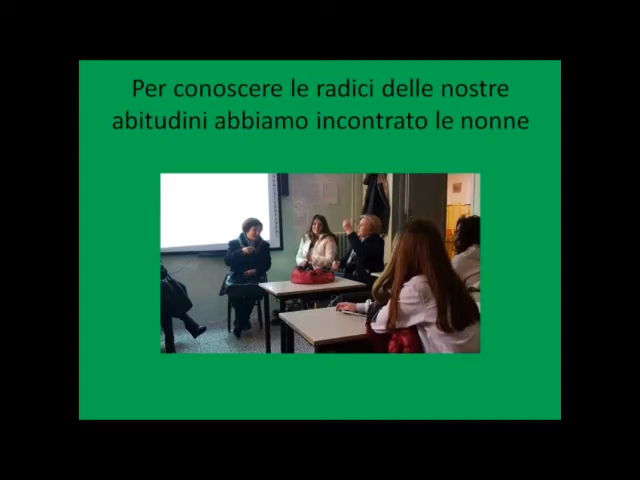 Per conoscere le radici delle nostre
abitudini abbiamo incontrato le nonne